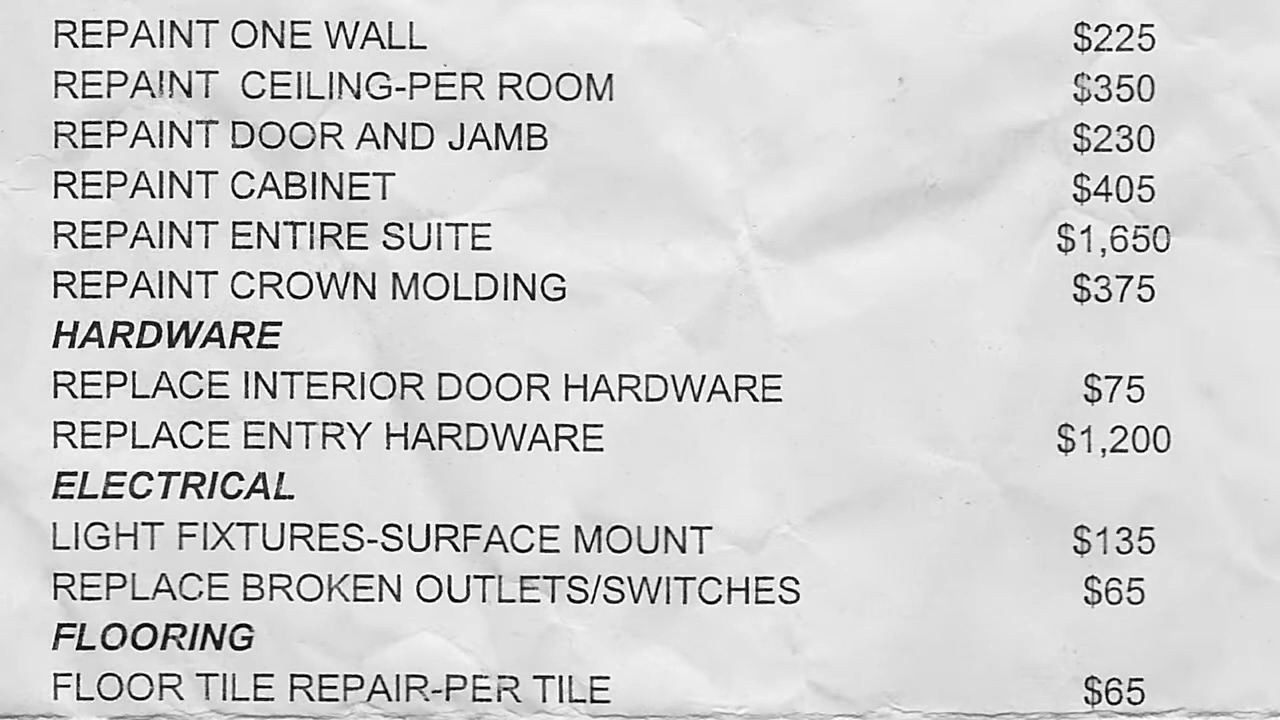 REPAINT ONE WALL $225
REPAINT CEILING-PER ROOM $350
REPAINT DOOR AND JAMB $230
REPAINT CABINET $405
REPAINT ENTIRE SUITE $1,650
REPAINT CROWN MOLDING $375
HARDWARE
REPLACE INTERIOR DOOR HARDWARE $75
REPLACE ENTRY HARDWARE $1,200
ELECTRICAL
LIGHT FIXTURES-SURFACE MOUNT $135
REPLACE BROKEN OUTLETS/SWITCHES $65
FLOORING
FLOOR TILE REPAIR-PER TILE $65